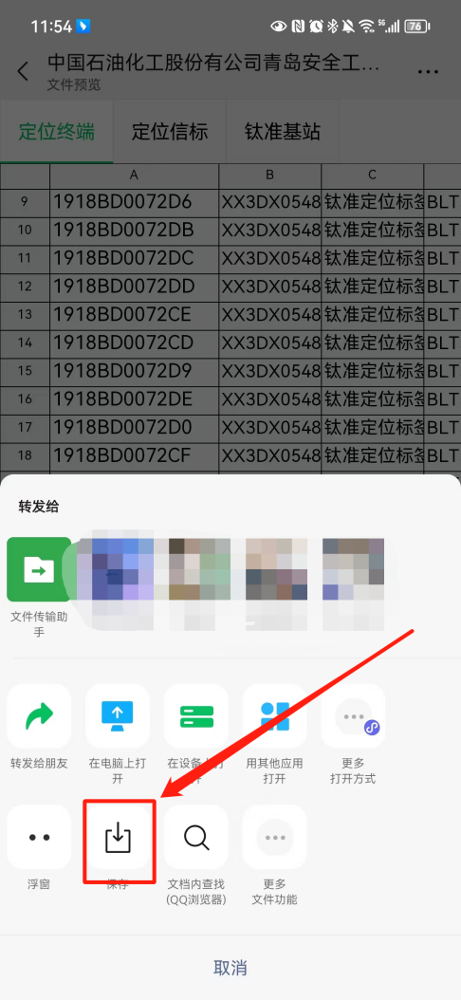 11:54
5G
76
中国石油化工股份有公司青岛安全工...
文件预览
定位终端 定位信标 钛准基站
A B C
9 1918BD0072D6 XX3DX0548 钛准定位标签 BLT
10 1918BD0072DB XX3DX0548 钛准定位标签 BLT
11 1918BD0072DC XX3DX0548 钛准定位标签 BLT
12 1918BD0072DD XX3DX0548 钛准定位标签 BLT
13 1918BD0072CE XX3DX0548 钛准定位标签 BLT
14 1918BD0072CD XX3DX0548 钛准定位标签 BLT
15 1918BD0072D9 XX3DX0548 钛准定位标签 BLT
16 1918BD0072DE XX3DX0548 钛准定位标签 BLT
17 1918BD0072D0 XX3DX0548 钛准定位标签 BLT
18 1918BD0072CF XX3DX0548 钛准定位标签 BLT
转发给
文件传输助
手
转发给朋友 在电脑上打 在设备上打 用其他应用 更多
开 开 打开 打开方式
浮窗 保存 文档内查找 更多
(QQ浏览器) 文件功能
取消